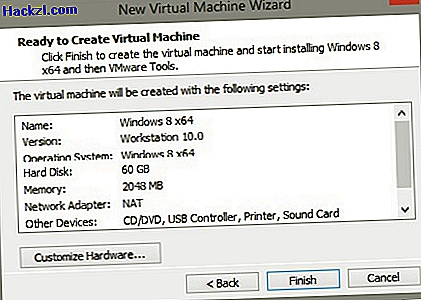 Hackzl.com
New Virtual Machine Wizard
Ready to Create Virtual Machine
Click Finish to create the virtual machine and start installing Windows 8
x64 and then VMware Tools.
The virtual machine will be created with the following settings:
Name: Windows 8 x64
Version: Workstation 10.0
Operating System: Windows 8 x64
Hard Disk: 60 GB
Memory: 2048 MB
Network Adapter: NAT
Other Devices: CD/DVD, USB Controller, Printer, Sound Card
Customize Hardware...
< Back Finish Cancel